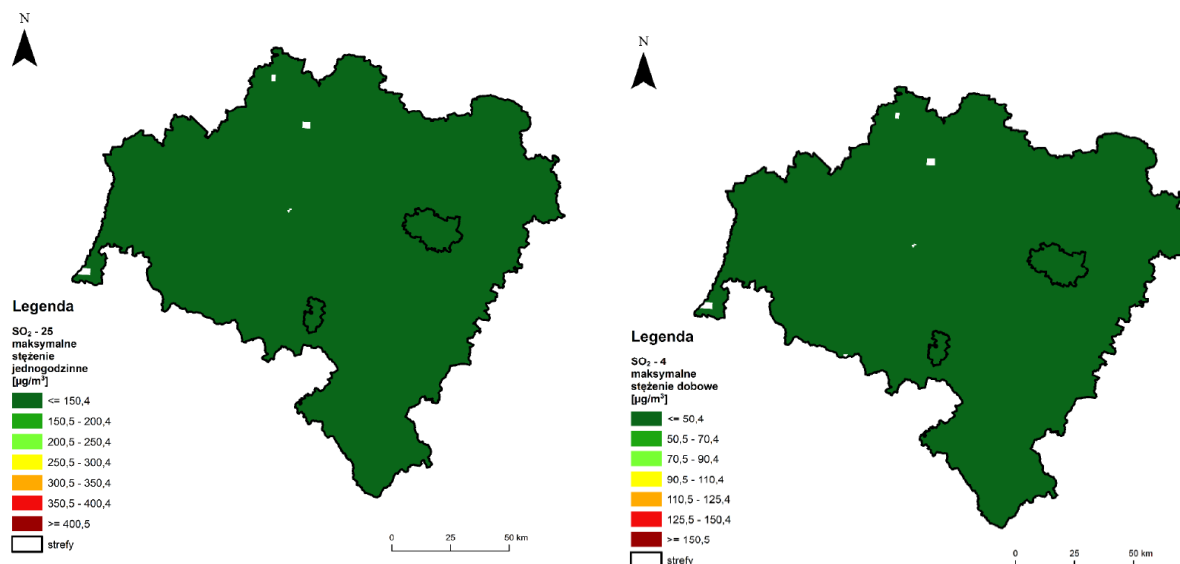 N
Legenda
SO₂ - 25
maksymalne
stężenie
jednogodzinne
[µg/m³]
<= 150,4
150,5 - 200,4
200,5 - 250,4
250,5 - 300,4
300,5 - 350,4
350,5 - 400,4
>= 400,5
strefy
0 25 50 km
N
Legenda
SO₂ - 4
maksymalne
stężenie dobowe
[µg/m³]
<= 50,4
50,5 - 70,4
70,5 - 90,4
90,5 - 110,4
110,5 - 125,4
125,5 - 150,4
>= 150,5
strefy
0 25 50 km